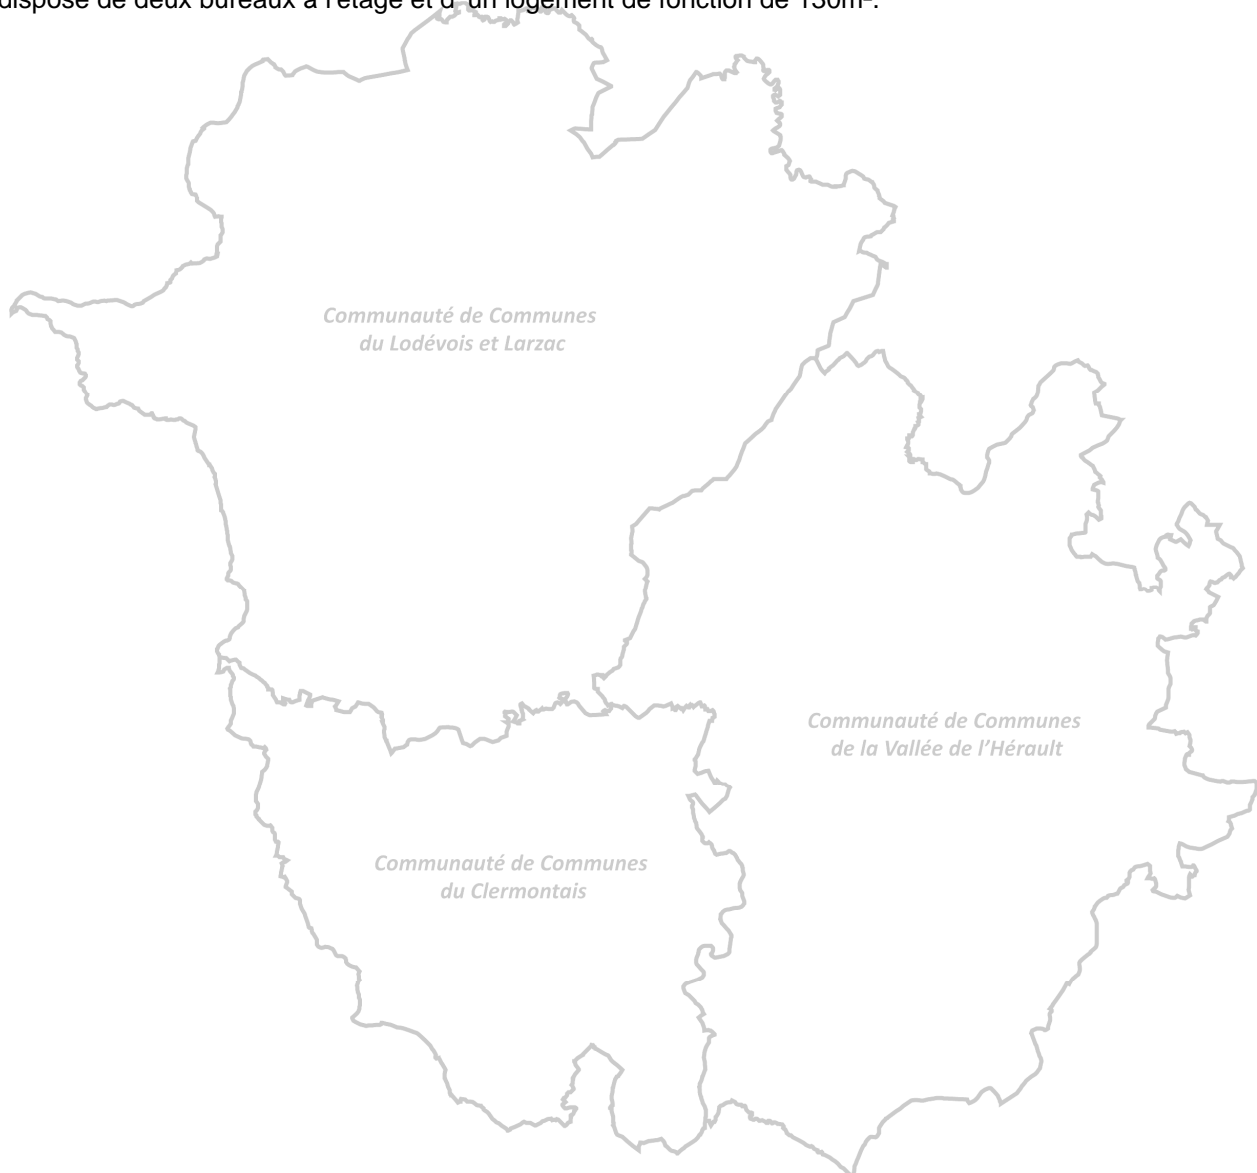 dispose de deux bureaux à l'étage et d' un logement de fonction de 130m².
Communauté de Communes
du Lodévois et Larzac
Communauté de Communes
de la Vallée de l'Hérault
Communauté de Communes
du Clermontais